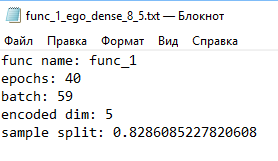 func_1_ego_dense_8_5.txt — Блокнот
Файл Правка Формат Вид Справка
func name: func_1
epochs: 40
batch: 59
encoded dim: 5
sample split: 0.8286085227820608